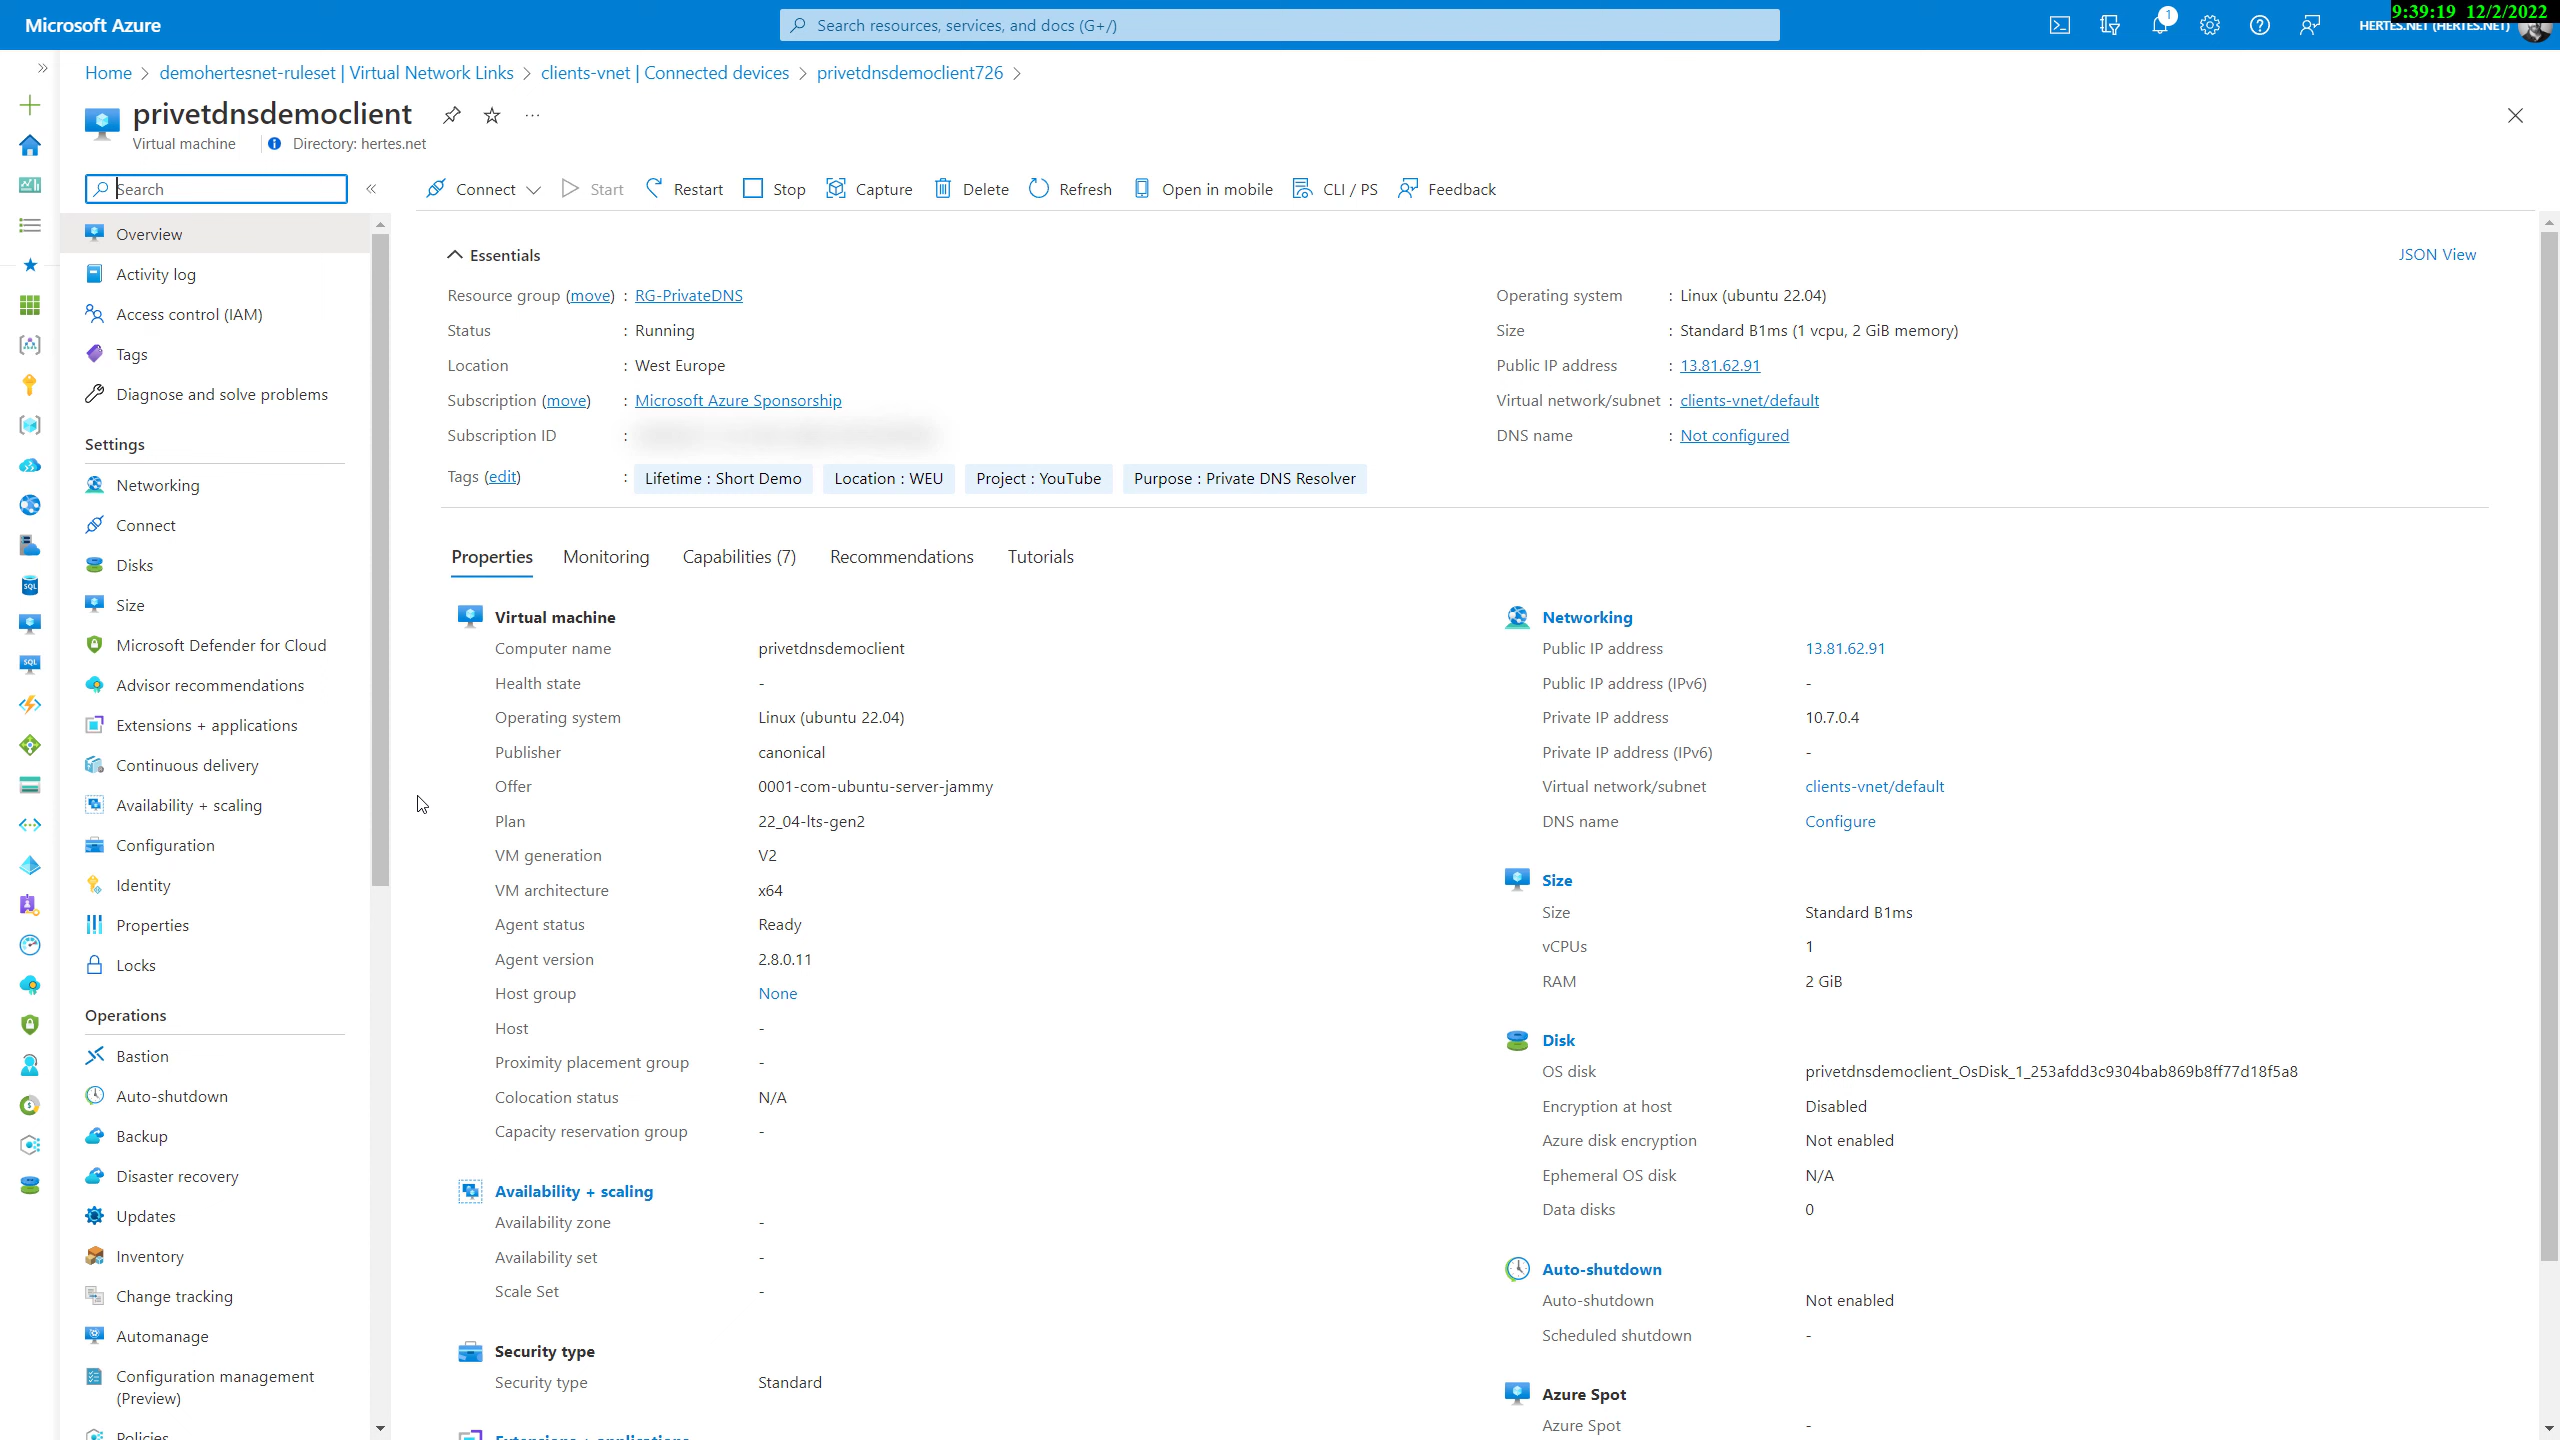 Microsoft Azure
Search resources, services, and docs (G+/)
1
9:39:19 12/2/2022
HERTES.NET (HERTES.NET)
Home > demohertesnet-ruleset | Virtual Network Links > clients-vnet | Connected devices > privetdnsdemoclient726 >
privetdnsdemoclient
Virtual machine
Directory: hertes.net
Search
Connect
Start
Restart
Stop
Capture
Delete
Refresh
Open in mobile
CLI / PS
Feedback
Overview
Activity log
Access control (IAM)
Tags
Diagnose and solve problems
Settings
Networking
Connect
Disks
Size
Microsoft Defender for Cloud
Advisor recommendations
Extensions + applications
Continuous delivery
Availability + scaling
Configuration
Identity
Properties
Locks
Operations
Bastion
Auto-shutdown
Backup
Disaster recovery
Updates
Inventory
Change tracking
Automanage
Configuration management
(Preview)
Policies
Essentials
JSON View
Resource group (move) : RG-PrivateDNS
Status : Running
Location : West Europe
Subscription (move) : Microsoft Azure Sponsorship
Subscription ID :
Tags (edit) : Lifetime : Short Demo Location : WEU Project : YouTube Purpose : Private DNS Resolver
Operating system : Linux (ubuntu 22.04)
Size : Standard B1ms (1 vcpu, 2 GiB memory)
Public IP address : 13.81.62.91
Virtual network/subnet : clients-vnet/default
DNS name : Not configured
Properties
Monitoring
Capabilities (7)
Recommendations
Tutorials
Virtual machine
Computer name privetdnsdemoclient
Health state -
Operating system Linux (ubuntu 22.04)
Publisher canonical
Offer 0001-com-ubuntu-server-jammy
Plan 22_04-lts-gen2
VM generation V2
VM architecture x64
Agent status Ready
Agent version 2.8.0.11
Host group None
Host -
Proximity placement group -
Colocation status N/A
Capacity reservation group -
Availability + scaling
Availability zone -
Availability set -
Scale Set -
Security type
Security type Standard
Extensions + applications
Networking
Public IP address 13.81.62.91
Public IP address (IPv6) -
Private IP address 10.7.0.4
Private IP address (IPv6) -
Virtual network/subnet clients-vnet/default
DNS name Configure
Size
Size Standard B1ms
vCPUs 1
RAM 2 GiB
Disk
OS disk privetdnsdemoclient_OsDisk_1_253afdd3c9304bab869b8ff77d18f5a8
Encryption at host Disabled
Azure disk encryption Not enabled
Ephemeral OS disk N/A
Data disks 0
Auto-shutdown
Auto-shutdown Not enabled
Scheduled shutdown -
Azure Spot
Azure Spot -